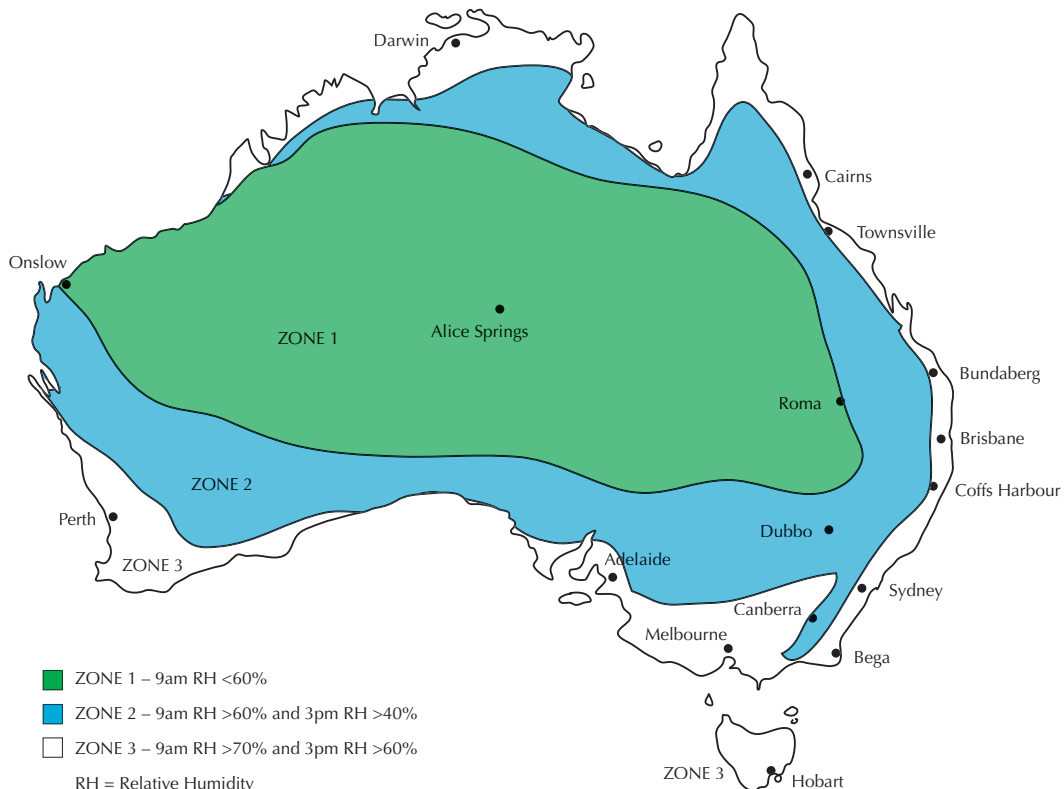 Darwin
Cairns
Townsville
Onslow
Alice Springs
ZONE 1
Bundaberg
Roma
Brisbane
ZONE 2
Coffs Harbour
Perth
Dubbo
ZONE 3
Adelaide
Sydney
Canberra
Melbourne
Bega
ZONE 1 – 9am RH <60%
ZONE 2 – 9am RH >60% and 3pm RH >40%
ZONE 3 – 9am RH >70% and 3pm RH >60%
RH = Relative Humidity
ZONE 3
Hobart